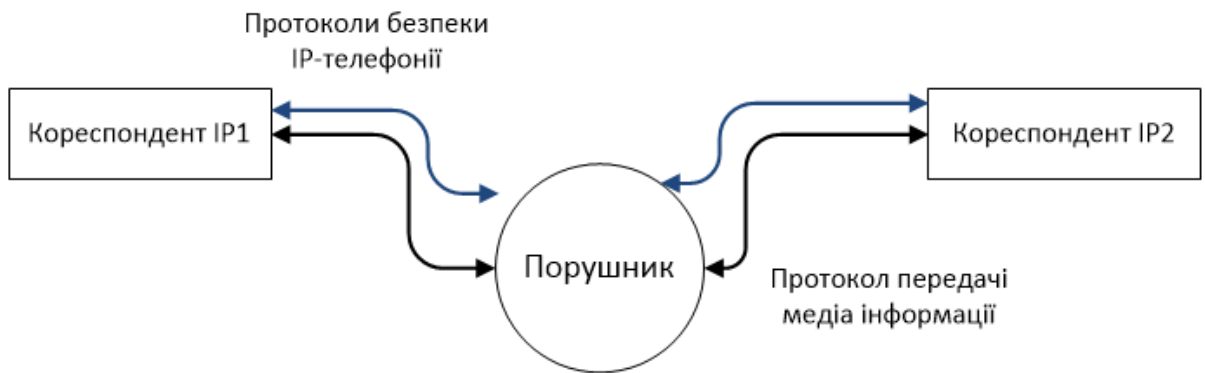 Протоколи безпеки
IP-телефонії
Кореспондент IP1
Кореспондент IP2
Порушник
Протокол передачі
медіа інформації